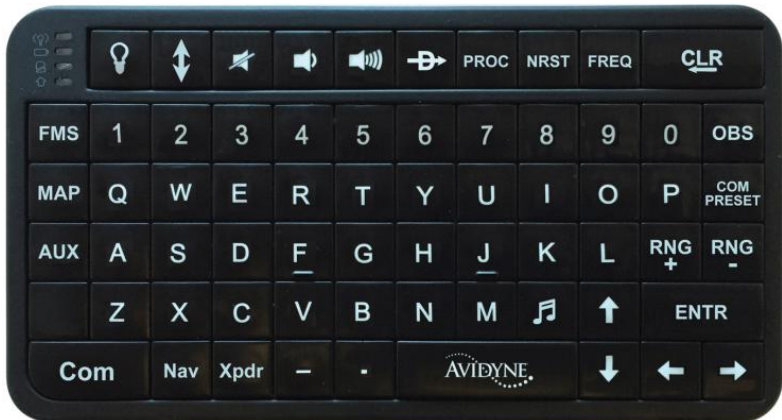 D PROC NRST FREQ CLR
FMS 1 2 3 4 5 6 7 8 9 0 OBS
MAP Q W E R T Y U I O P COM PRESET
AUX A S D F G H J K L RNG + RNG -
Z X C V B N M ENTR
Com Nav Xpdr – . AVIDYNE